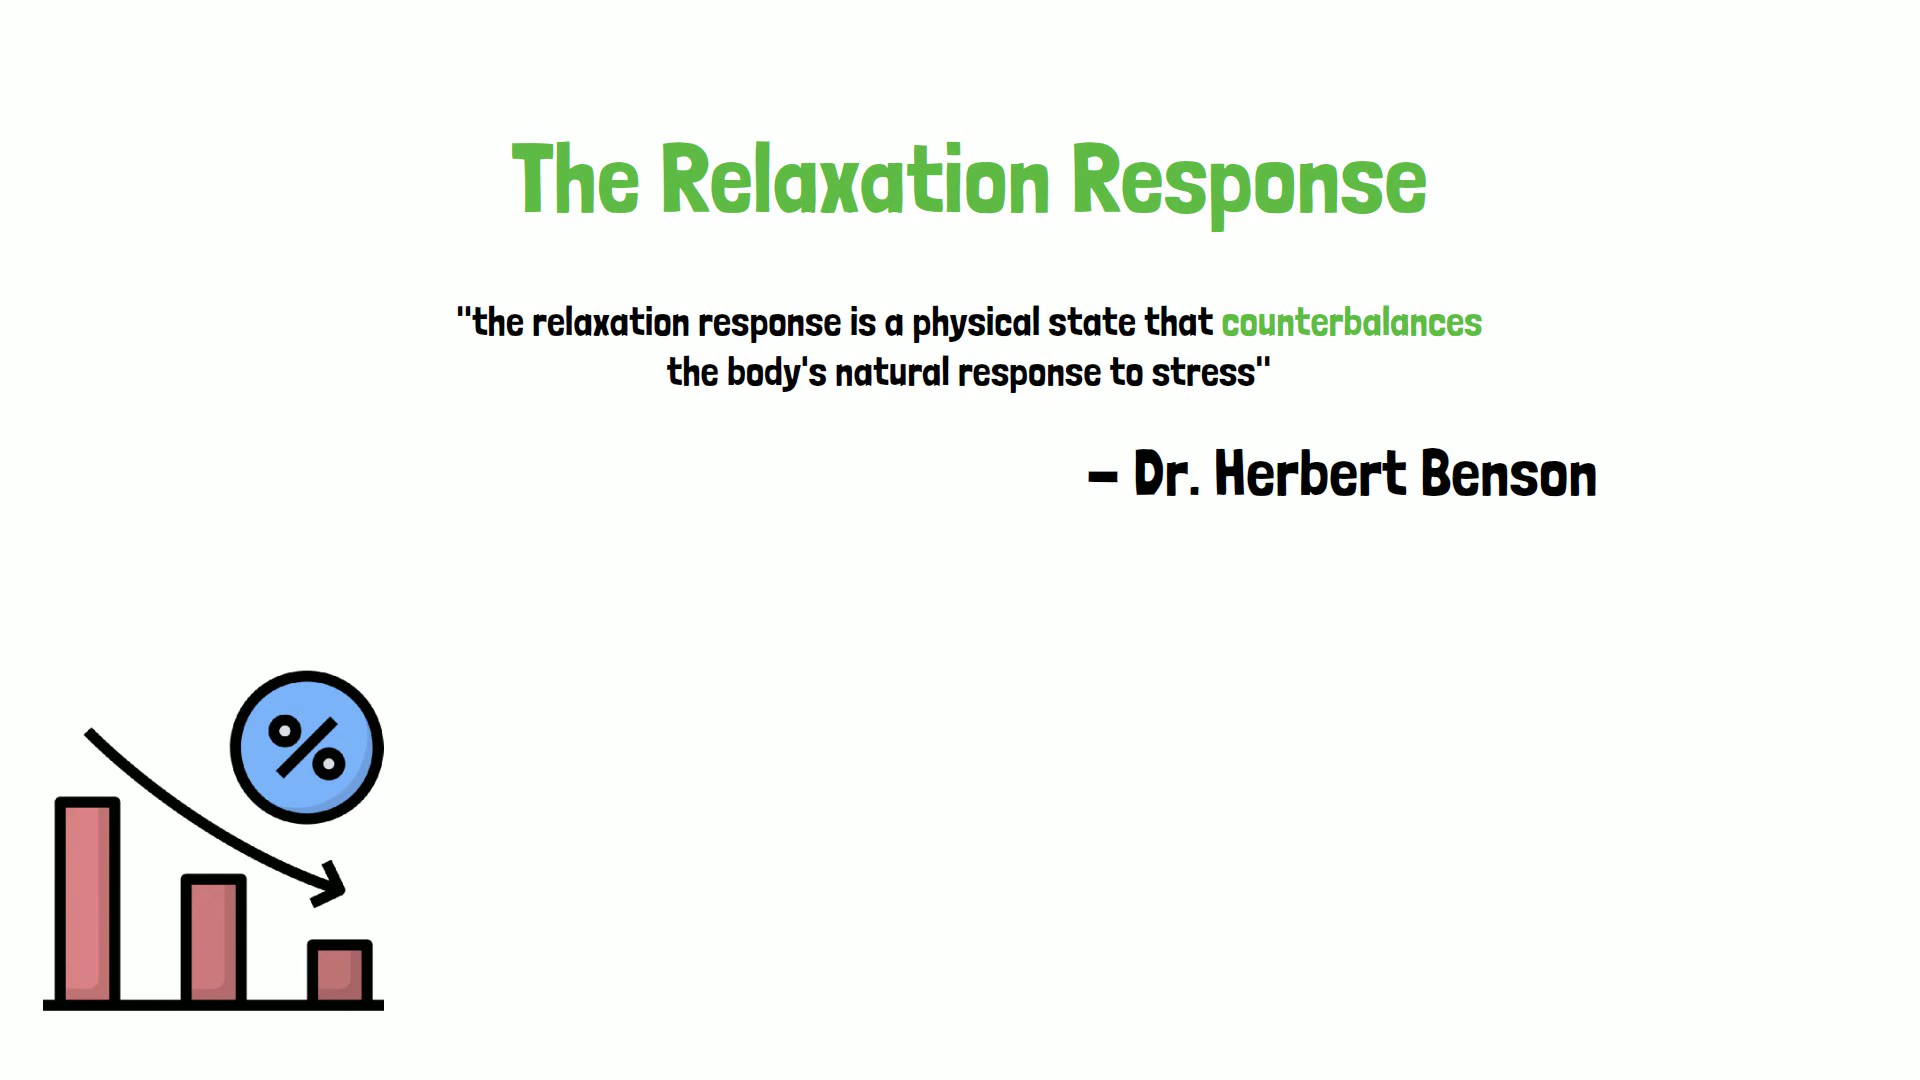 The Relaxation Response
"the relaxation response is a physical state that counterbalances
the body's natural response to stress"
– Dr. Herbert Benson
%